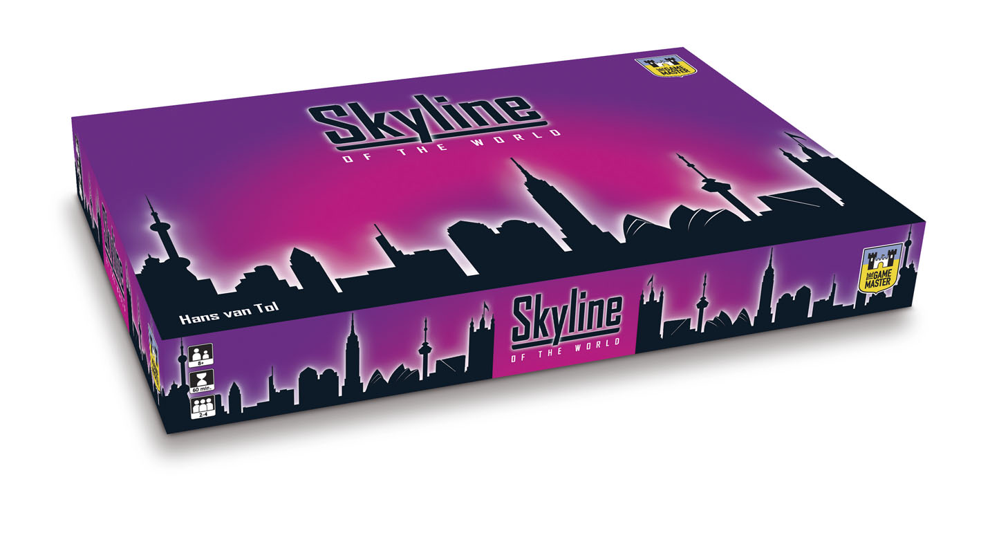 Skyline
OF THE WORLD
THE GAME
MASTER
Hans van Tol
8+
60 min.
2-4
Skyline
OF THE WORLD
THE GAME
MASTER
Skyline